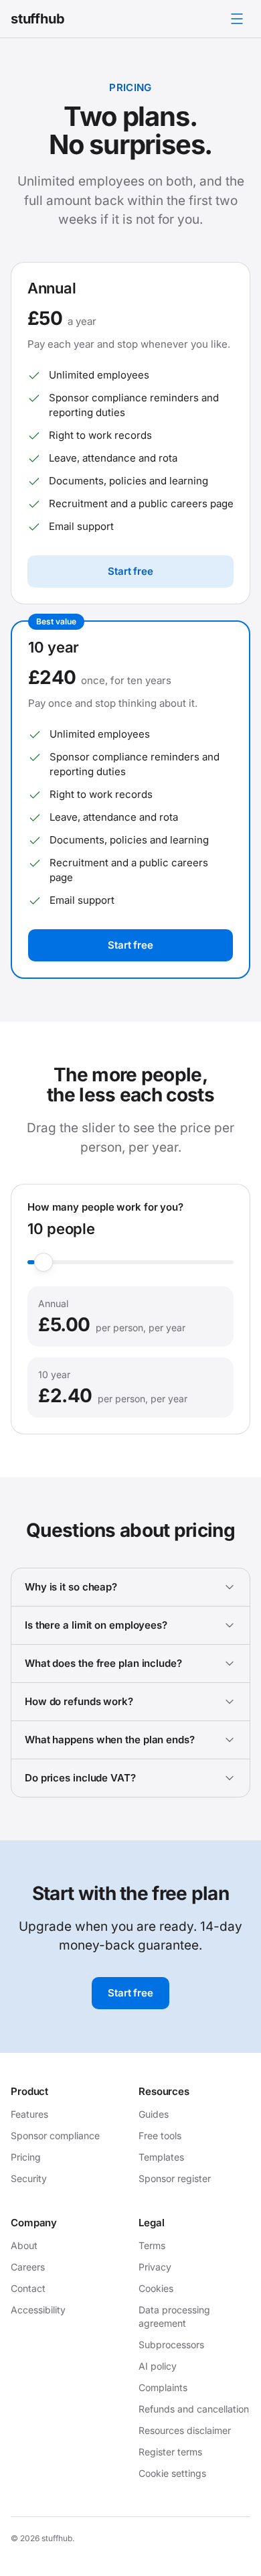 stuffhub
PRICING
Two plans.
No surprises.
Unlimited employees on both, and the
full amount back within the first two
weeks if it is not for you.
Annual
£50 a year
Pay each year and stop whenever you like.
Unlimited employees
Sponsor compliance reminders and
reporting duties
Right to work records
Leave, attendance and rota
Documents, policies and learning
Recruitment and a public careers page
Email support
Start free
Best value
10 year
£240 once, for ten years
Pay once and stop thinking about it.
Unlimited employees
Sponsor compliance reminders and
reporting duties
Right to work records
Leave, attendance and rota
Documents, policies and learning
Recruitment and a public careers
page
Email support
Start free
The more people,
the less each costs
Drag the slider to see the price per
person, per year.
How many people work for you?
10 people
Annual
£5.00 per person, per year
10 year
£2.40 per person, per year
Questions about pricing
Why is it so cheap?
Is there a limit on employees?
What does the free plan include?
How do refunds work?
What happens when the plan ends?
Do prices include VAT?
Start with the free plan
Upgrade when you are ready. 14-day
money-back guarantee.
Start free
Product
Features
Sponsor compliance
Pricing
Security
Resources
Guides
Free tools
Templates
Sponsor register
Company
About
Careers
Contact
Accessibility
Legal
Terms
Privacy
Cookies
Data processing
agreement
Subprocessors
AI policy
Complaints
Refunds and cancellation
Resources disclaimer
Register terms
Cookie settings
© 2026 stuffhub.